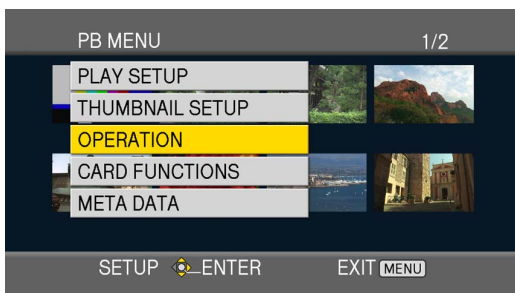 PB MENU 1/2
PLAY SETUP
THUMBNAIL SETUP
OPERATION
CARD FUNCTIONS
META DATA
SETUP ENTER EXIT MENU